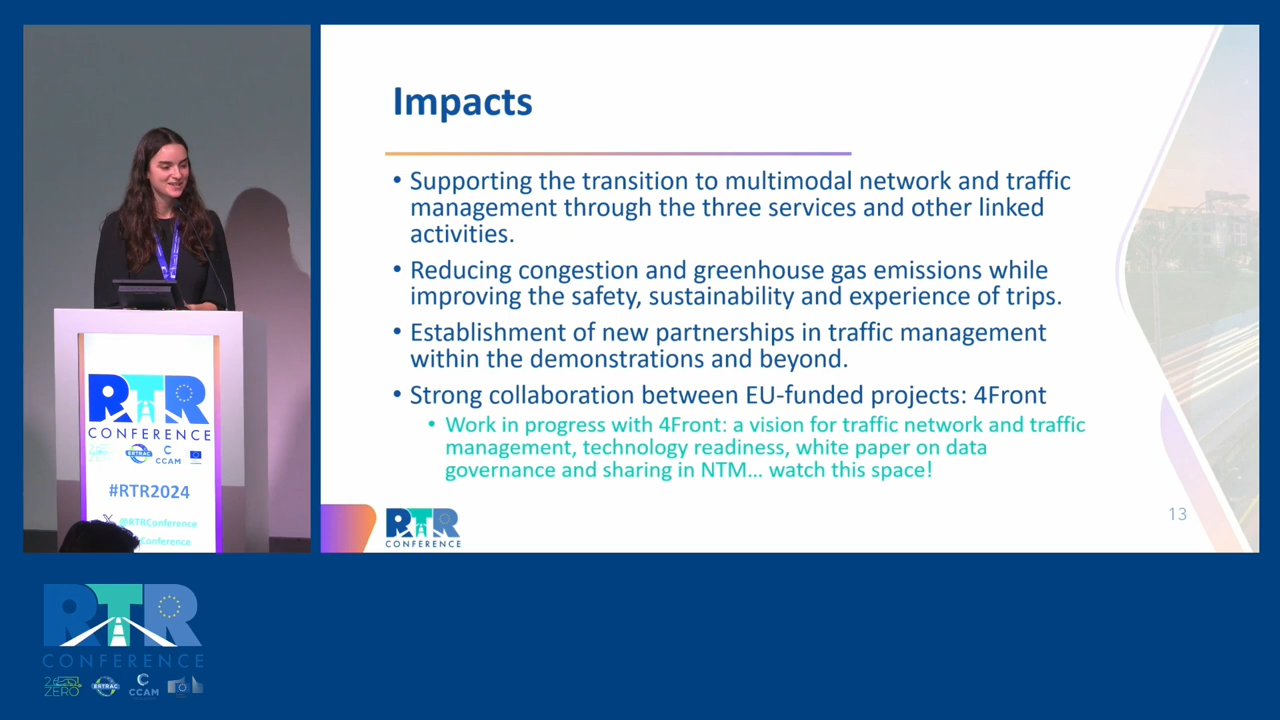 Impacts
• Supporting the transition to multimodal network and traffic
management through the three services and other linked
activities.
• Reducing congestion and greenhouse gas emissions while
improving the safety, sustainability and experience of trips.
• Establishment of new partnerships in traffic management
within the demonstrations and beyond.
• Strong collaboration between EU-funded projects: 4Front
• Work in progress with 4Front: a vision for traffic network and traffic
management, technology readiness, white paper on data
governance and sharing in NTM... watch this space!
13
RTR
CONFERENCE
RTR
CONFERENCE
ERTRAC
CCAM
#RTR2024
@RTRConference
Conference
RTR
CONFERENCE
2ZERO
ERTRAC
CCAM